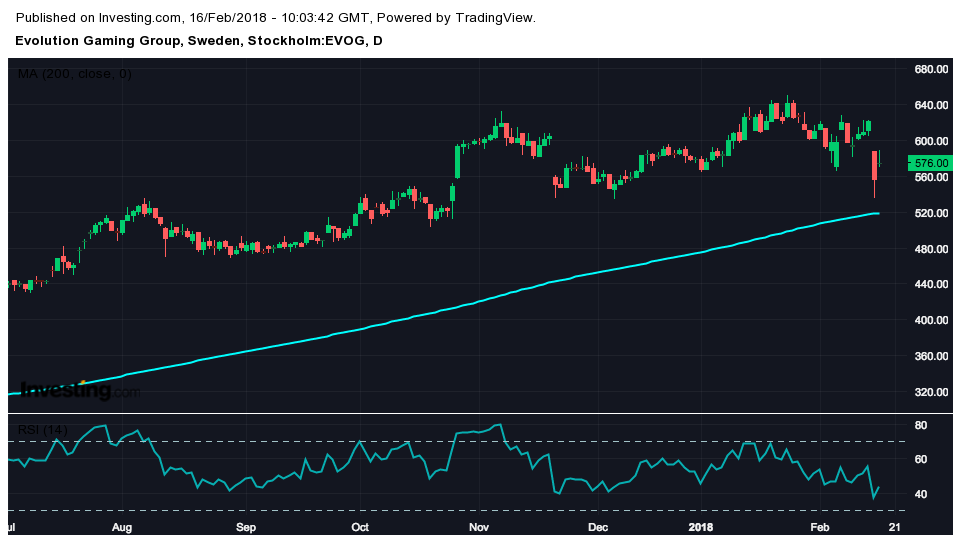 Published on Investing.com, 16/Feb/2018 - 10:03:42 GMT, Powered by TradingView.
Evolution Gaming Group, Sweden, Stockholm:EVOG, D
MA (200, close, 0)
680.00
640.00
600.00
576.00
560.00
520.00
480.00
440.00
400.00
360.00
320.00
Investing.com
RSI (14)
80
60
40
ul Aug Sep Oct Nov Dec 2018 Feb 21